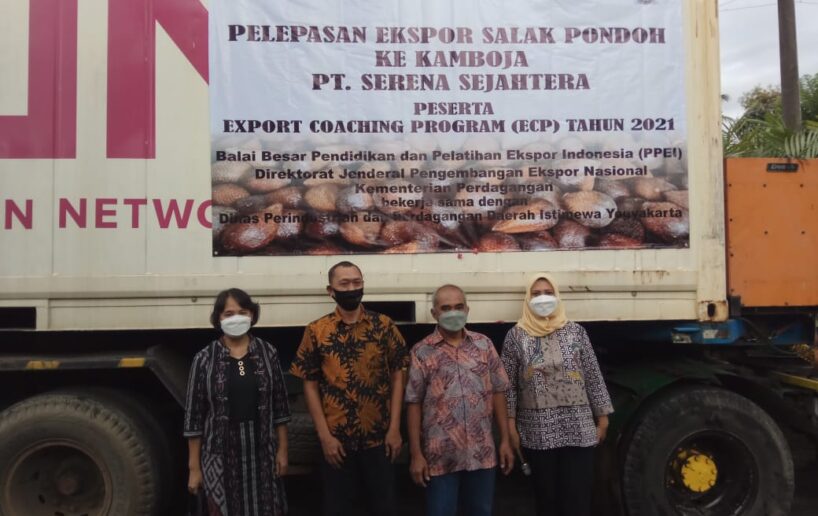 PELEPASAN EKSPOR SALAK PONDOH
KE KAMBOJA
PT. SERENA SEJAHTERA
PESERTA
EXPORT COACHING PROGRAM (ECP) TAHUN 2021
Balai Besar Pendidikan dan Pelatihan Ekspor Indonesia (PPEI)
Direktorat Jenderal Pengembangan Ekspor Nasional
Kementerian Perdagangan
bekerja sama dengan
Dinas Perindustrian dan Perdagangan Daerah Istimewa Yogyakarta
N NETWO